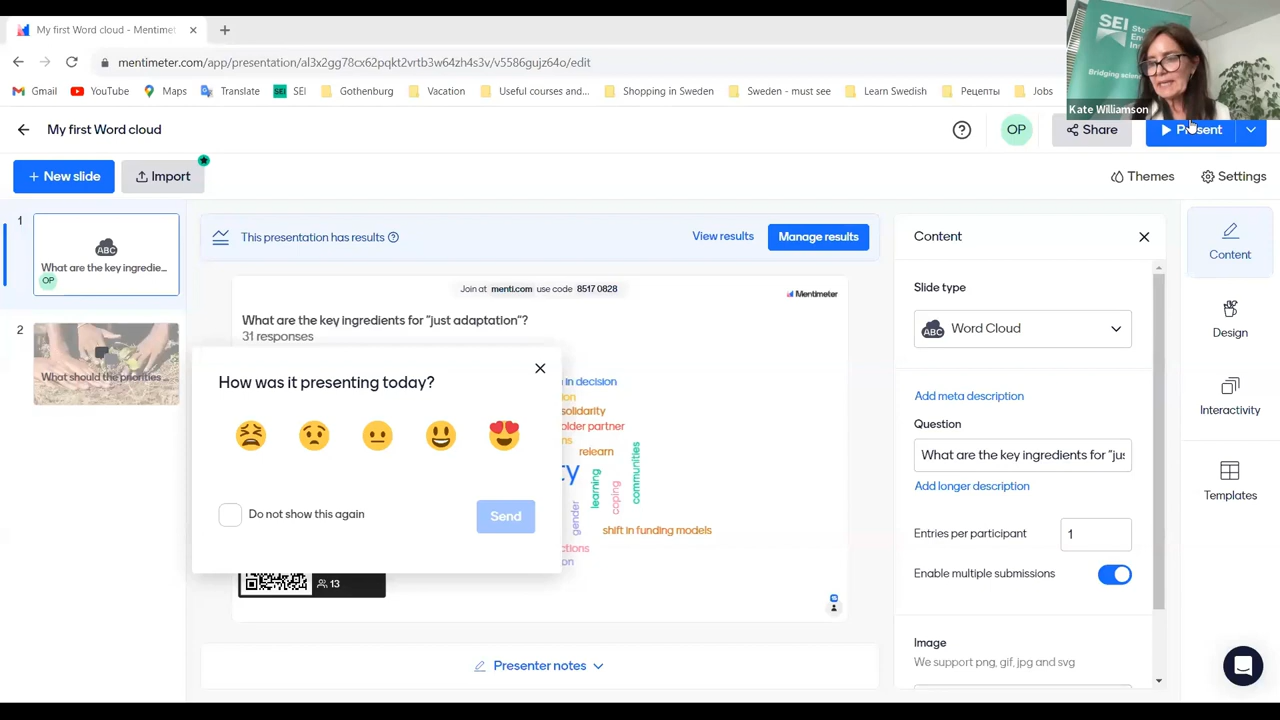 My first Word cloud - Mentimet
mentimeter.com/app/presentation/al3x2gg78cx62pqkt2vrtb3w64zh4s3v/v5586gujz64o/edit
Gmail YouTube Maps Translate SEI SEI Gothenburg Vacation Useful courses and... Shopping in Sweden Sweden - must see Learn Swedish Рецепты Jobs
SEI
Bridging
Kate Williamson
My first Word cloud
OP
Share
Present
+ New slide
Import
Themes
Settings
1
ABC
What are the key ingredie...
OP
2
What should the priorities
This presentation has results
View results
Manage results
Join at menti.com use code 8517 0828
Mentimeter
What are the key ingredients for "just adaptation"?
31 responses
in decision
solidarity
older partner
relearn
communities
learning
coping
gender
shift in funding models
13
How was it presenting today?
Do not show this again
Send
Presenter notes
Content
Slide type
ABC Word Cloud
Add meta description
Question
What are the key ingredients for "jus
Add longer description
Entries per participant
1
Enable multiple submissions
Image
We support png, gif, jpg and svg
Content
Design
Interactivity
Templates